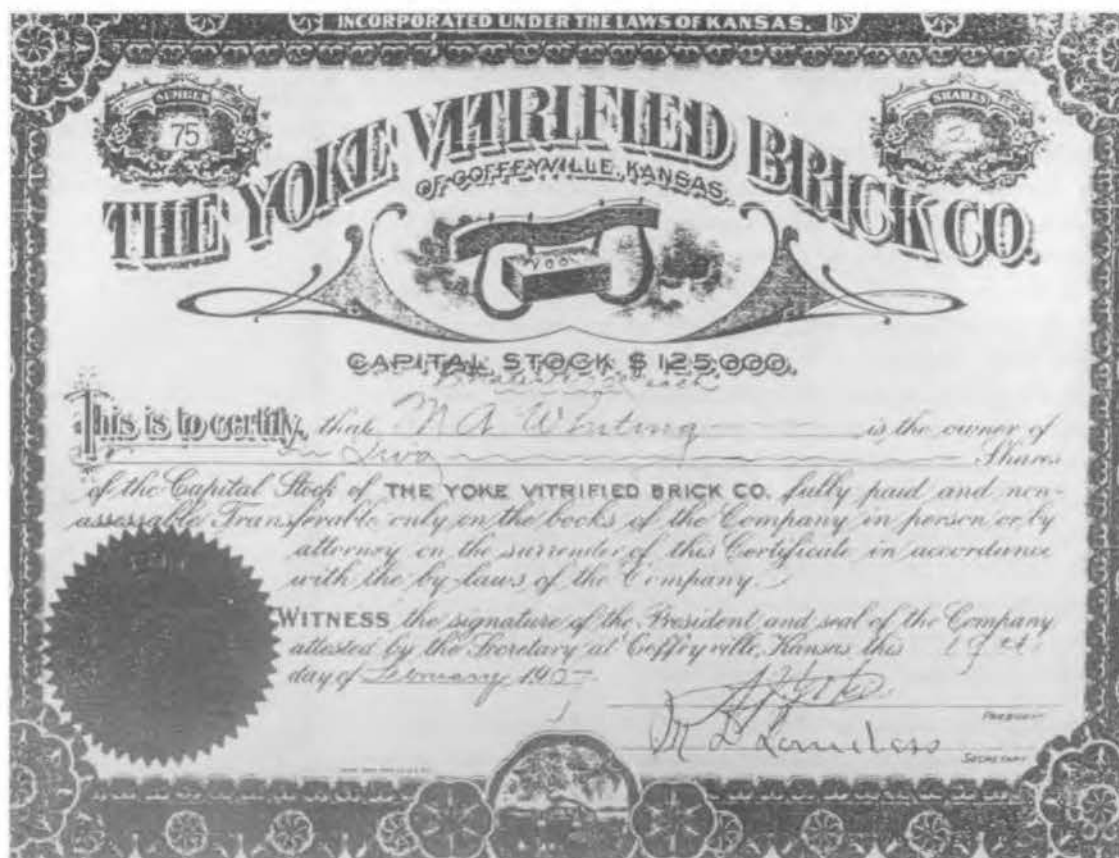 INCORPORATED UNDER THE LAWS OF KANSAS.
NUMBER
75
SHARES
2
THE YOKE VITRIFIED BRICK CO.
OF COFFEYVILLE, KANSAS.
CAPITAL STOCK $125,000.
This is to certify, that M A Whiting is the owner of
Two Shares
of the Capital Stock of THE YOKE VITRIFIED BRICK CO. fully paid and non-
assessable Transferable only on the books of the Company in person or by
attorney on the surrender of this Certificate in accordance
with the by-laws of the Company.
WITNESS the signature of the President and seal of the Company
attested by the Secretary at Coffeyville, Kansas this 19th
day of February 1907
PRESIDENT
SECRETARY